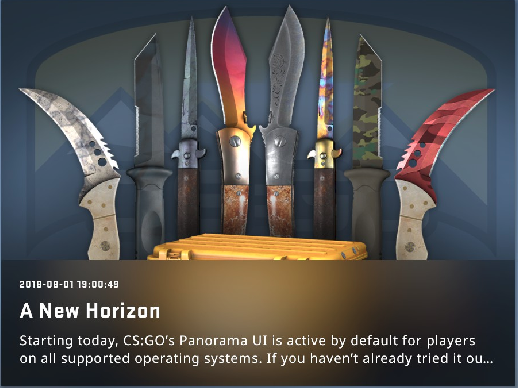 2018-08-01 19:00:49
A New Horizon
Starting today, CS:GO's Panorama UI is active by default for players
on all supported operating systems. If you haven't already tried it ou...